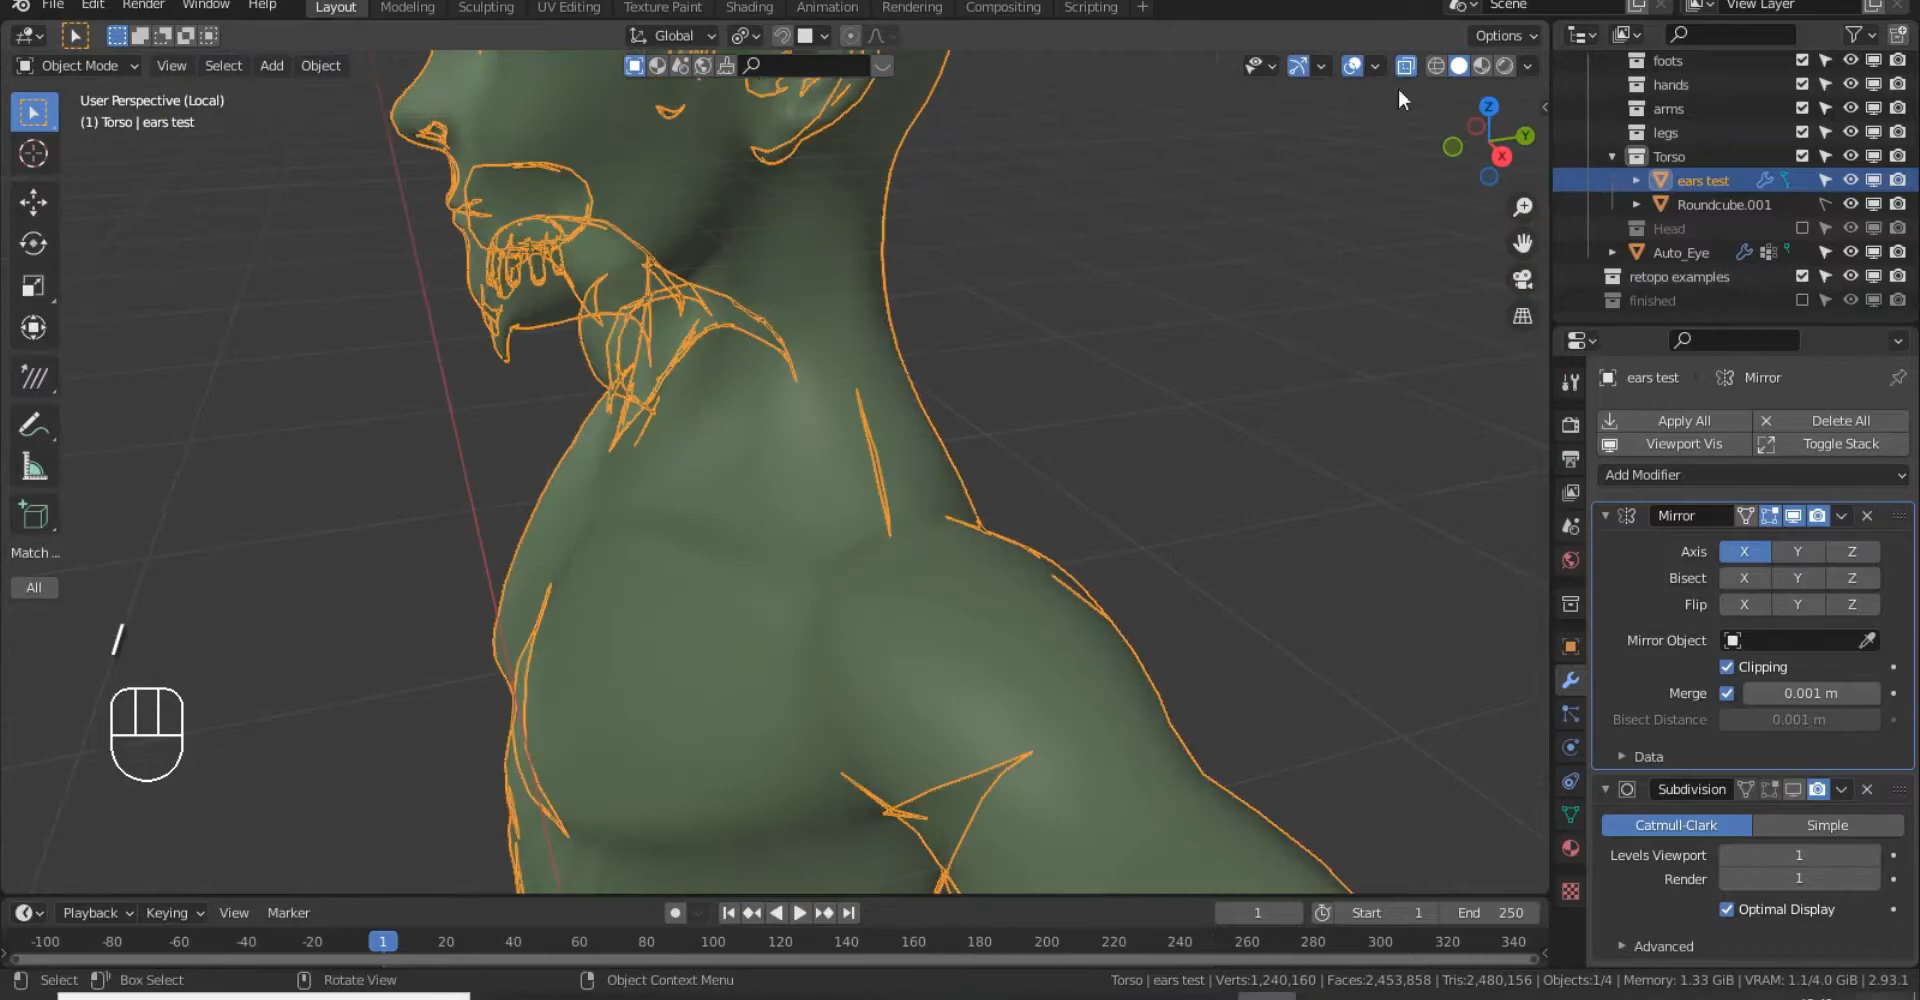 File Edit Render Window Help Layout Modeling Sculpting UV Editing Texture Paint Shading Animation Rendering Compositing Scripting + Scene View Layer
Global Options
Object Mode View Select Add Object
User Perspective (Local)
(1) Torso | ears test
Z
Y
X
Match ...
All
/
foots
hands
arms
legs
Torso
ears test
Roundcube.001
Head
Auto_Eye
retopo examples
finished
ears test Mirror
Apply All Delete All
Viewport Vis Toggle Stack
Add Modifier
Mirror
Axis X Y Z
Bisect X Y Z
Flip X Y Z
Mirror Object
Clipping
Merge 0.001 m
Bisect Distance 0.001 m
Data
Subdivision
Catmull-Clark Simple
Levels Viewport 1
Render 1
Optimal Display
Advanced
Playback Keying View Marker 1 Start 1 End 250
-100 -80 -60 -40 -20 1 20 40 60 80 100 120 140 160 180 200 220 240 260 280 300 320 340
Select Box Select Rotate View Object Context Menu Torso | ears test | Verts:1,240,160 | Faces:2,453,858 | Tris:2,480,156 | Objects:1/4 | Memory: 1.33 GiB | VRAM: 1.1/4.0 GiB | 2.93.1